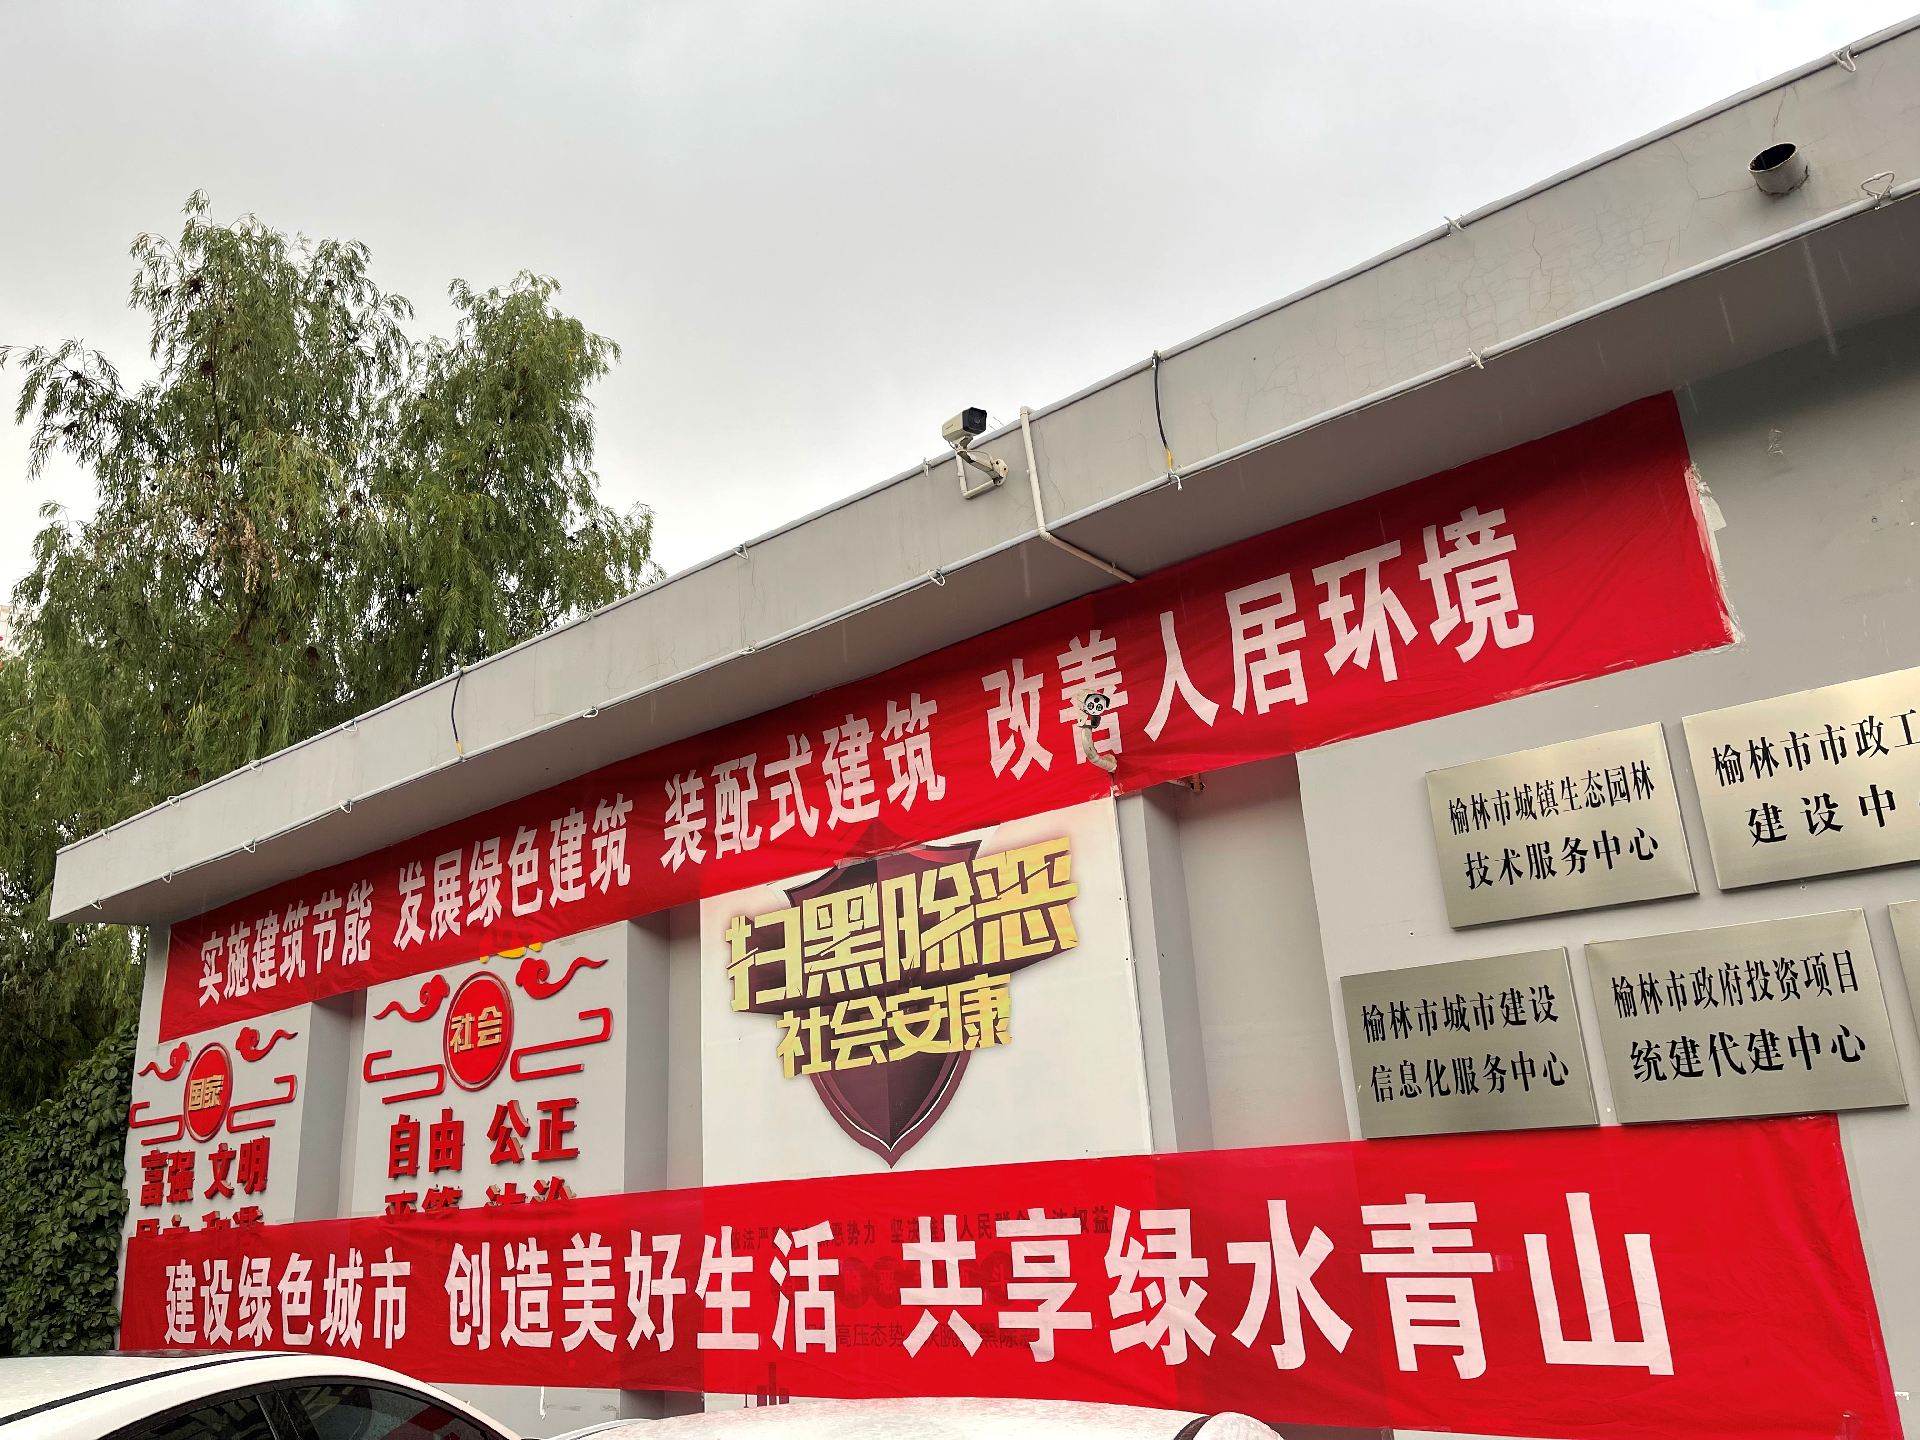 实施建筑节能 发展绿色建筑 装配式建筑 改善人居环境
国家
富强 文明
社会
自由 公正
平等 法治
扫黑除恶
社会安康
榆林市城镇生态园林
技术服务中心
榆林市市政工
建设中
榆林市城市建设
信息化服务中心
榆林市政府投资项目
统建代建中心
建设绿色城市 创造美好生活 共享绿水青山